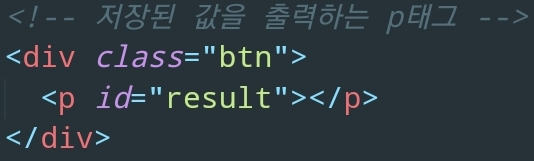 <!-- 저장된 값을 출력하는 p태그 -->
<div class="btn">
<p id="result"></p>
</div>